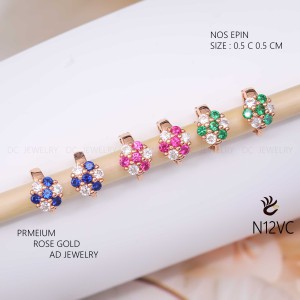 NOS EPIN
SIZE : 0.5 C 0.5 CM
PRMEIUM
ROSE GOLD
AD JEWELRY
N12VC